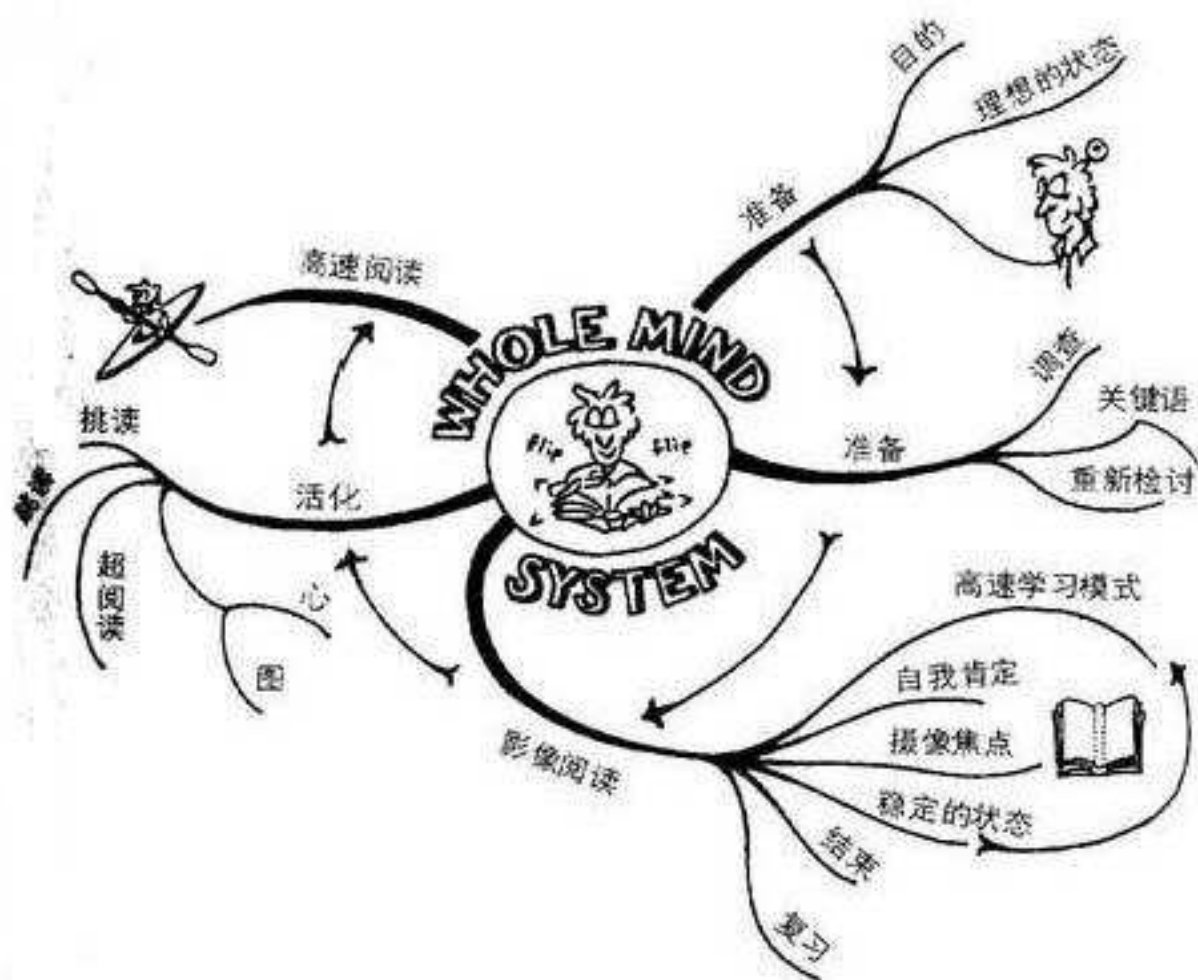 WHOLE MIND
SYSTEM
flip flip
准备
目的
理想的状态
准备
调查
关键语
重新检讨
影像阅读
高速学习模式
自我肯定
摄像焦点
稳定的状态
结束
复习
活化
挑读
超阅读
心
图
高速阅读